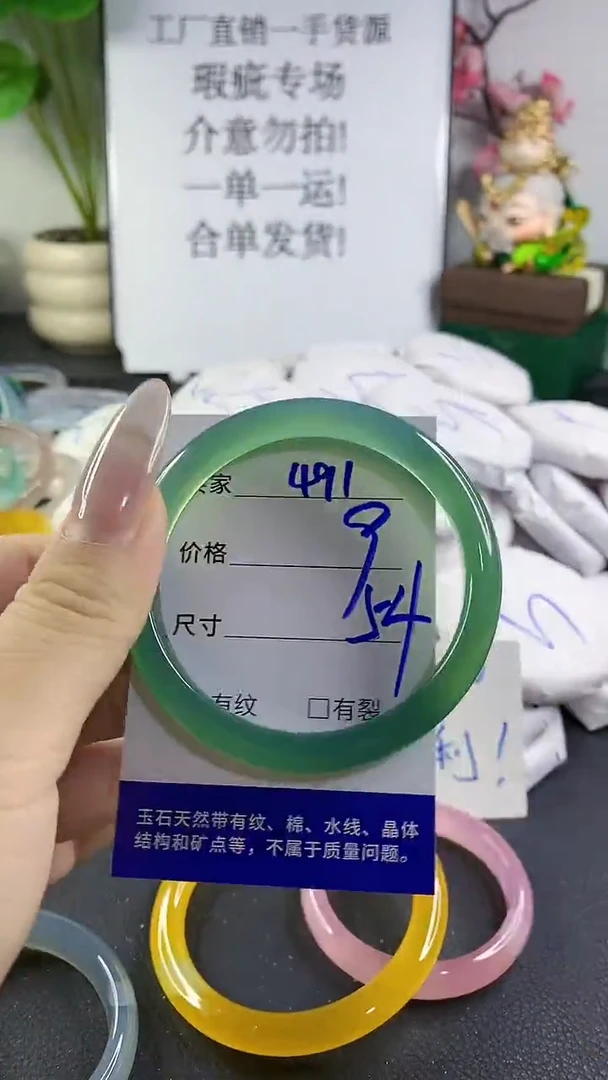 工厂直销一手货源
瑕疵专场
介意勿拍!
一单一运!
合单发货!
家 491
价格 9
尺寸 54
有纹 □有裂
玉石天然带有纹、棉、水线、晶体
结构和矿点等，不属于质量问题。
利!